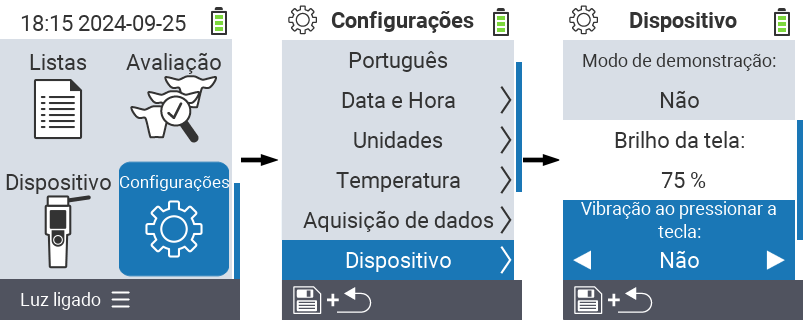 18:15 2024-09-25
Listas
Avaliação
Dispositivo
Configurações
Luz ligado
Configurações
Português
Data e Hora
Unidades
Temperatura
Aquisição de dados
Dispositivo
+
Dispositivo
Modo de demonstração:
Não
Brilho da tela:
75 %
Vibração ao pressionar a
tecla:
Não
+